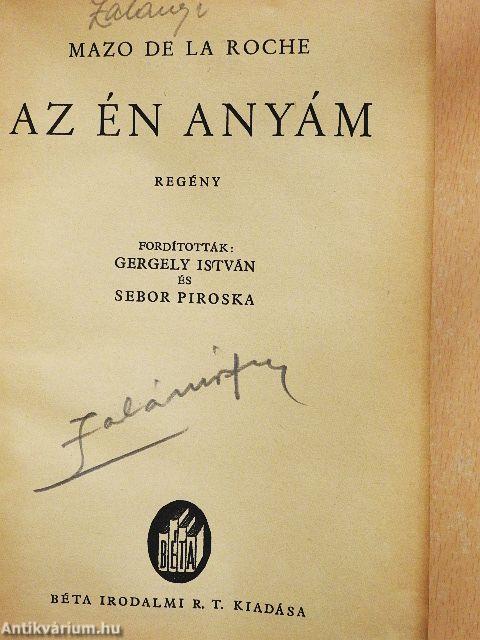 Zalányi
MAZO DE LA ROCHE
AZ ÉN ANYÁM
REGÉNY
FORDÍTOTTÁK:
GERGELY ISTVÁN
ÉS
SEBOR PIROSKA
BÉTA
BÉTA IRODALMI R. T. KIADÁSA
Antikvárium.hu